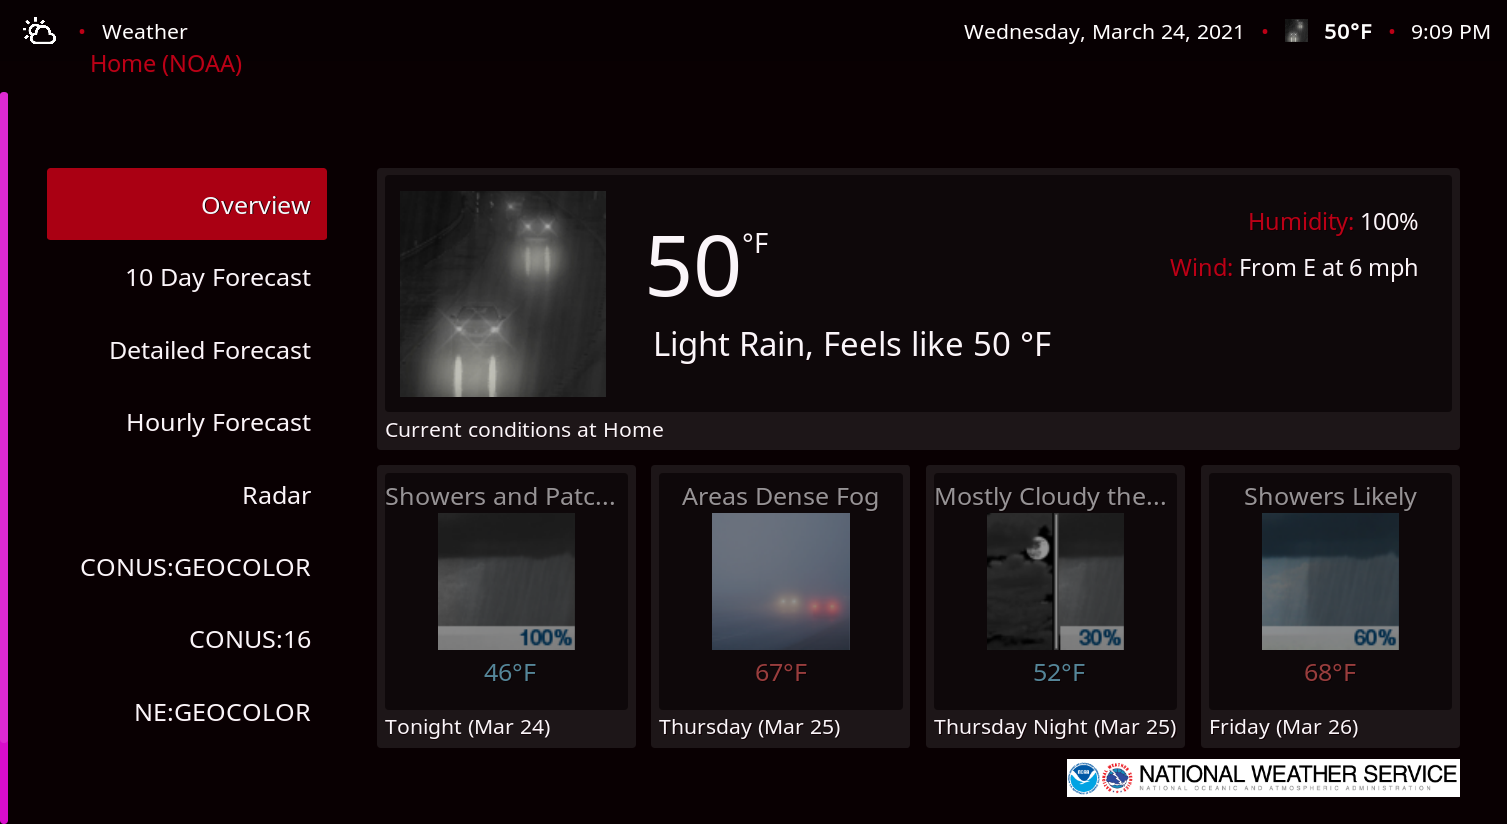 Weather
Wednesday, March 24, 2021 • 50°F • 9:09 PM
Home (NOAA)
Overview
10 Day Forecast
Detailed Forecast
Hourly Forecast
Radar
CONUS:GEOCOLOR
CONUS:16
NE:GEOCOLOR
50°F
Light Rain, Feels like 50 °F
Humidity: 100%
Wind: From E at 6 mph
Current conditions at Home
Showers and Patc...
100%
46°F
Tonight (Mar 24)
Areas Dense Fog
67°F
Thursday (Mar 25)
Mostly Cloudy the...
30%
52°F
Thursday Night (Mar 25)
Showers Likely
60%
68°F
Friday (Mar 26)
NATIONAL WEATHER SERVICE
NATIONAL OCEANIC AND ATMOSPHERIC ADMINISTRATION